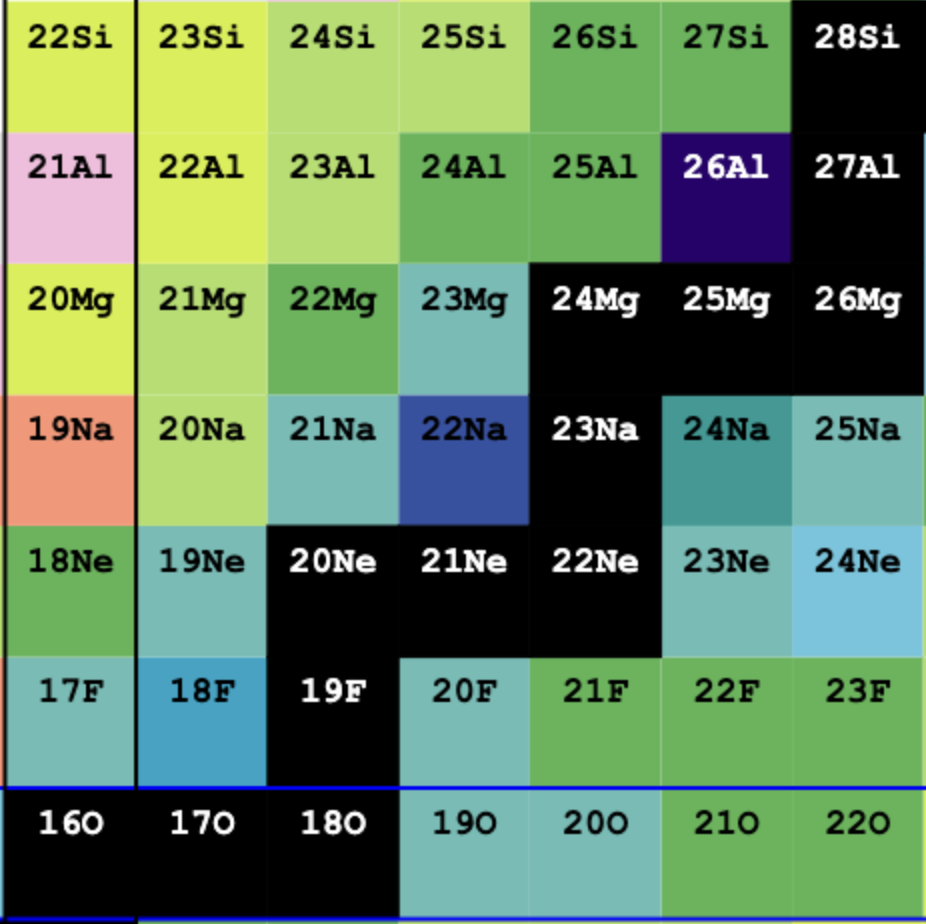 22Si 23Si 24Si 25Si 26Si 27Si 28Si
21Al 22Al 23Al 24Al 25Al 26Al 27Al
20Mg 21Mg 22Mg 23Mg 24Mg 25Mg 26Mg
19Na 20Na 21Na 22Na 23Na 24Na 25Na
18Ne 19Ne 20Ne 21Ne 22Ne 23Ne 24Ne
17F 18F 19F 20F 21F 22F 23F
16O 17O 18O 19O 20O 21O 22O